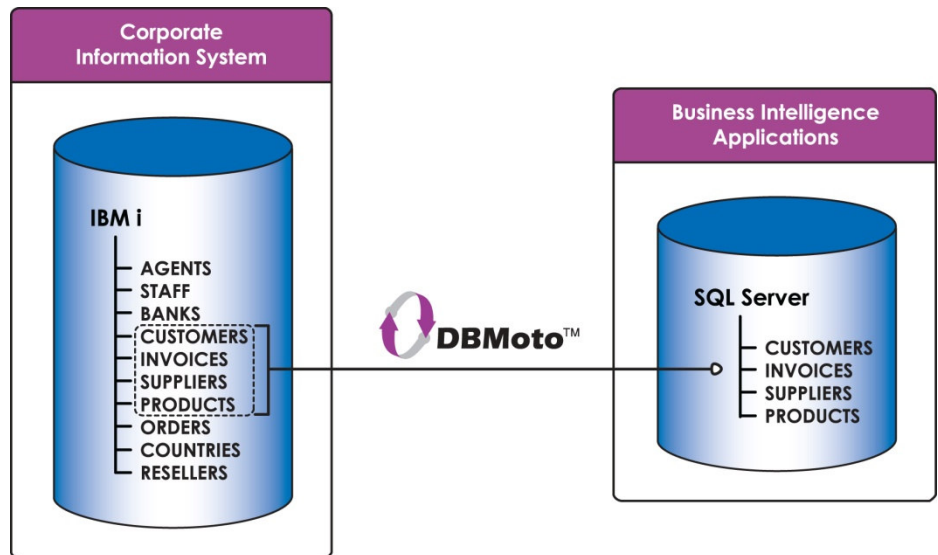 Corporate
Information System
IBM i
AGENTS
STAFF
BANKS
CUSTOMERS
INVOICES
SUPPLIERS
PRODUCTS
ORDERS
COUNTRIES
RESELLERS
DBMoto™
Business Intelligence
Applications
SQL Server
CUSTOMERS
INVOICES
SUPPLIERS
PRODUCTS